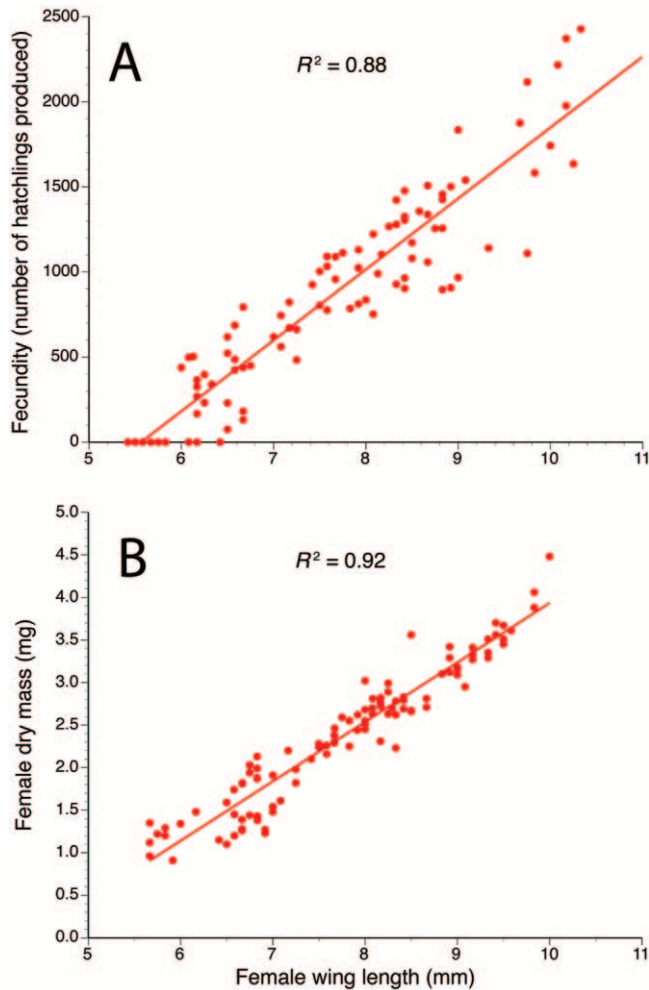 A
R² = 0.88
Fecundity (number of hatchlings produced)
2500
2000
1500
1000
500
0
5 6 7 8 9 10 11
B
R² = 0.92
Female dry mass (mg)
5.0
4.5
4.0
3.5
3.0
2.5
2.0
1.5
1.0
0.5
0.0
5 6 7 8 9 10 11
Female wing length (mm)